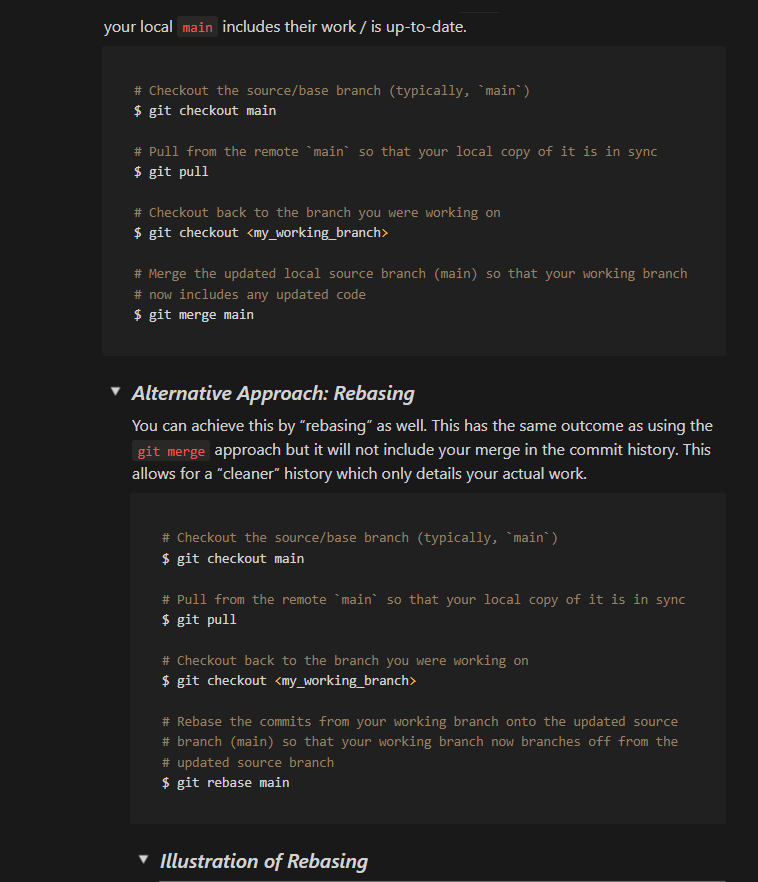 your local main includes their work / is up-to-date.
# Checkout the source/base branch (typically, `main`)
$ git checkout main
# Pull from the remote `main` so that your local copy of it is in sync
$ git pull
# Checkout back to the branch you were working on
$ git checkout <my_working_branch>
# Merge the updated local source branch (main) so that your working branch
# now includes any updated code
$ git merge main
Alternative Approach: Rebasing
You can achieve this by “rebasing” as well. This has the same outcome as using the
git merge approach but it will not include your merge in the commit history. This
allows for a “cleaner” history which only details your actual work.
# Checkout the source/base branch (typically, `main`)
$ git checkout main
# Pull from the remote `main` so that your local copy of it is in sync
$ git pull
# Checkout back to the branch you were working on
$ git checkout <my_working_branch>
# Rebase the commits from your working branch onto the updated source
# branch (main) so that your working branch now branches off from the
# updated source branch
$ git rebase main
Illustration of Rebasing